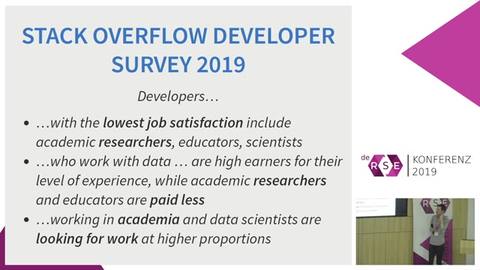 STACK OVERFLOW DEVELOPER
SURVEY 2019
Developers…
• …with the lowest job satisfaction include
academic researchers, educators, scientists
• …who work with data … are high earners for their
level of experience, while academic researchers
and educators are paid less
• …working in academia and data scientists are
looking for work at higher proportions
de RSE KONFERENZ
2019